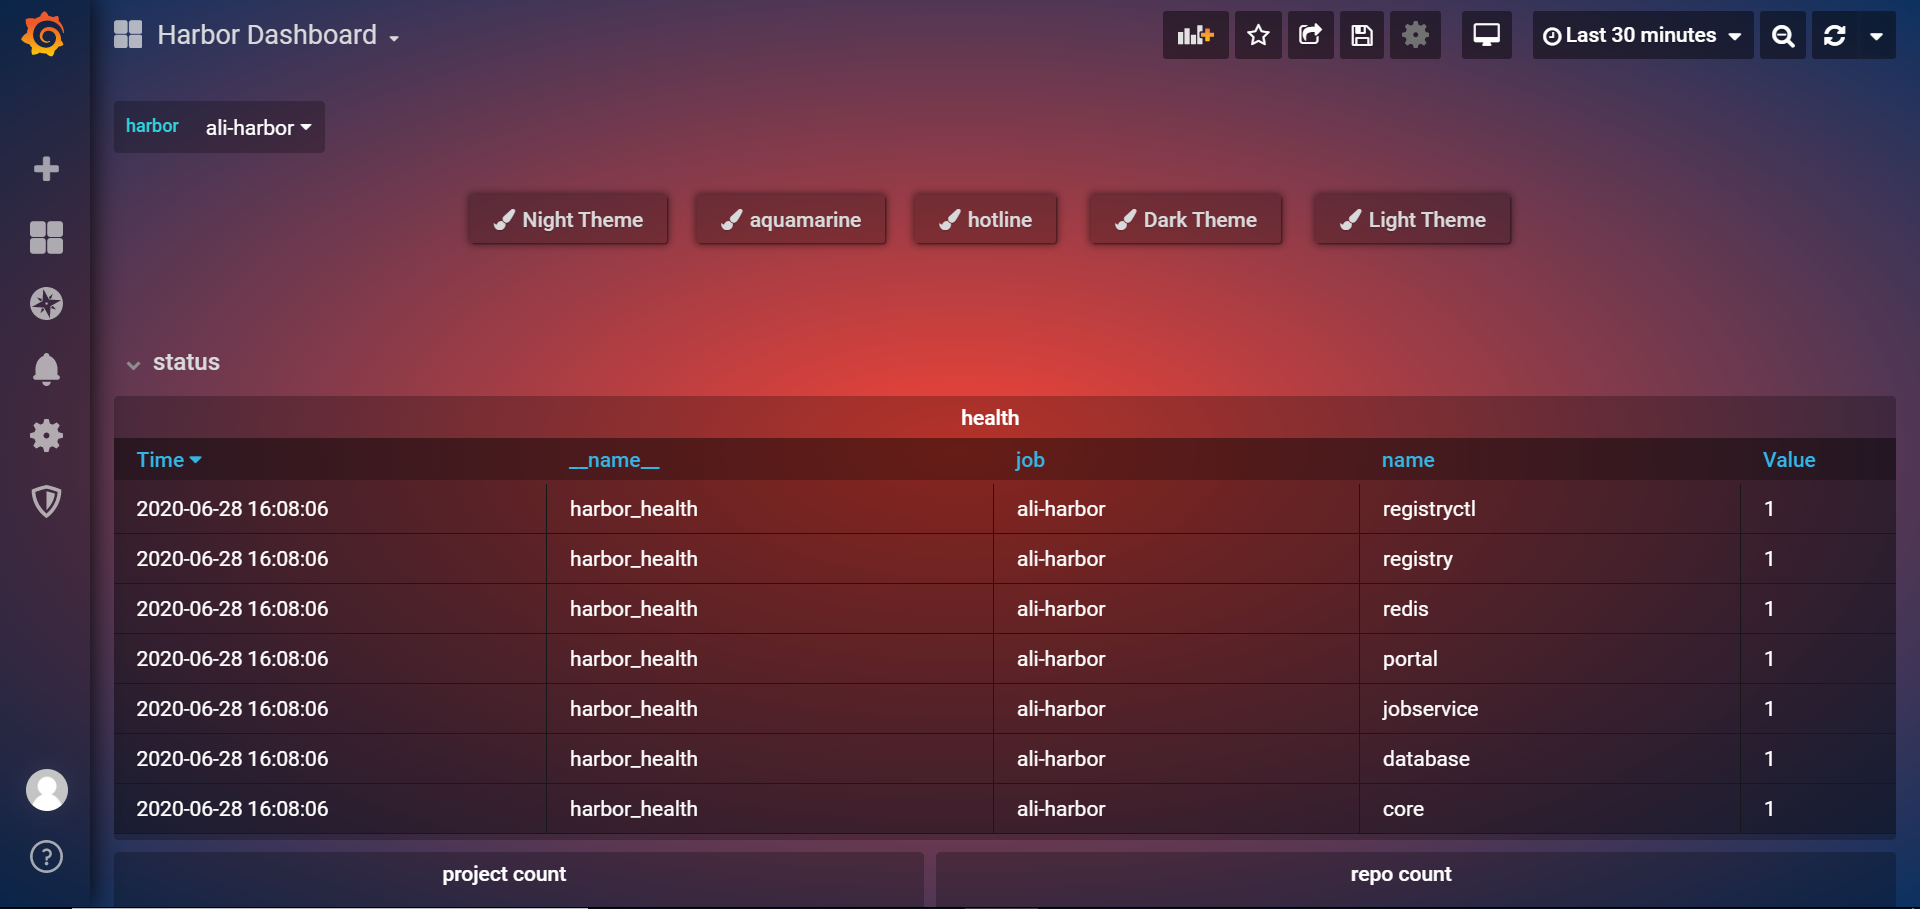 Harbor Dashboard
Last 30 minutes
harbor ali-harbor
Night Theme aquamarine hotline Dark Theme Light Theme
status
health
Time __name__ job name Value
2020-06-28 16:08:06 harbor_health ali-harbor registryctl 1
2020-06-28 16:08:06 harbor_health ali-harbor registry 1
2020-06-28 16:08:06 harbor_health ali-harbor redis 1
2020-06-28 16:08:06 harbor_health ali-harbor portal 1
2020-06-28 16:08:06 harbor_health ali-harbor jobservice 1
2020-06-28 16:08:06 harbor_health ali-harbor database 1
2020-06-28 16:08:06 harbor_health ali-harbor core 1
project count repo count